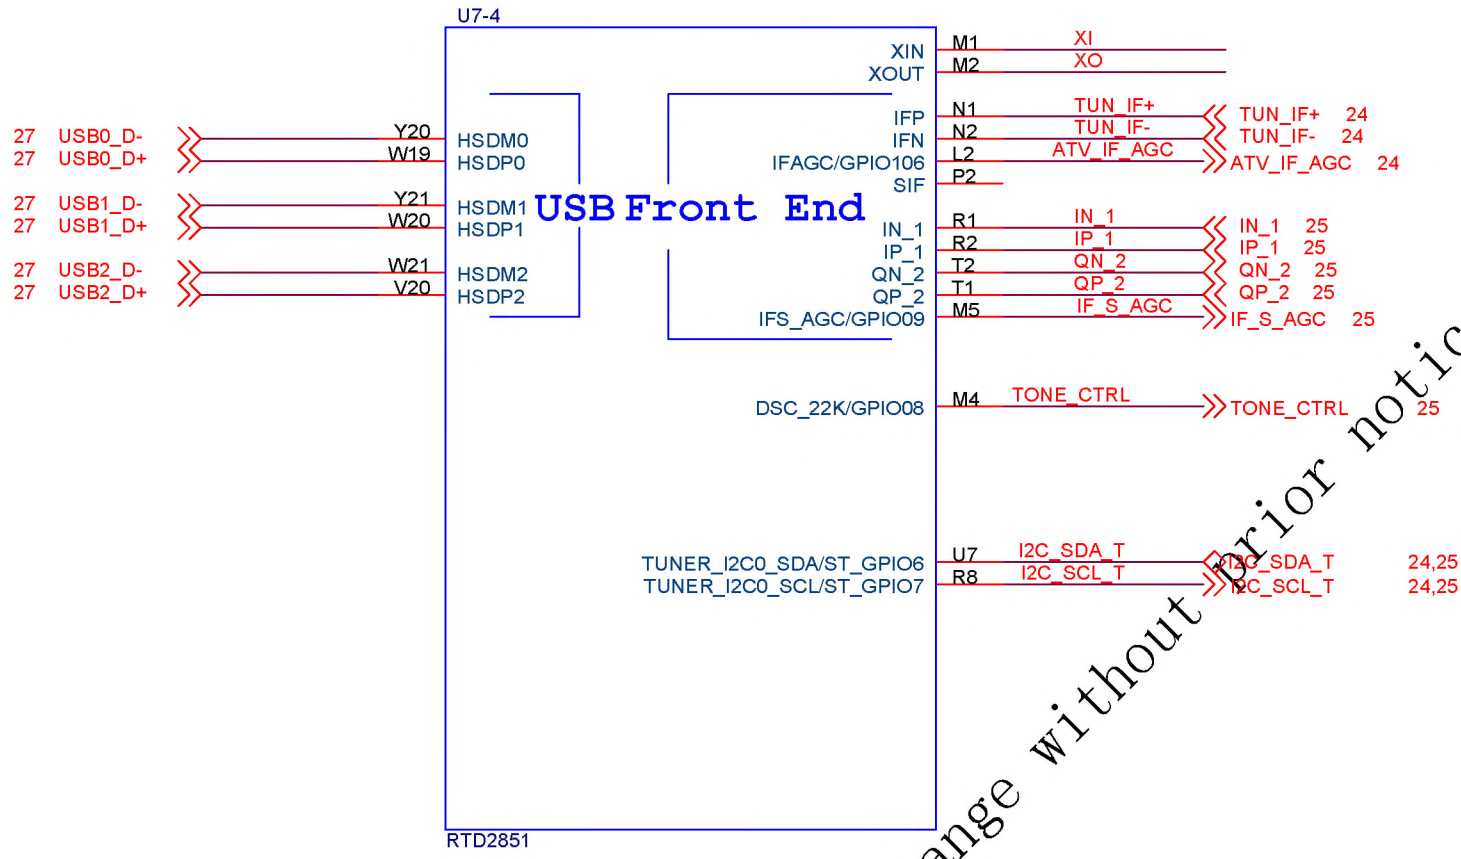 U7-4
XIN M1 XI
XOUT M2 XO
IFP N1 TUN_IF+ TUN_IF+ 24
27 USB0_D- Y20 HSDM0 IFN N2 TUN_IF- TUN_IF- 24
27 USB0_D+ W19 HSDP0 IFAGC/GPIO106 L2 ATV_IF_AGC ATV_IF_AGC 24
SIF P2
27 USB1_D- Y21 HSDM1 USB Front End
27 USB1_D+ W20 HSDP1 IN_1 R1 IN_1 IN_1 25
IP_1 R2 IP_1 IP_1 25
27 USB2_D- W21 HSDM2 QN_2 T2 QN_2 QN_2 25
27 USB2_D+ V20 HSDP2 QP_2 T1 QP_2 QP_2 25
IFS_AGC/GPIO09 M5 IF_S_AGC IF_S_AGC 25
DSC_22K/GPIO08 M4 TONE_CTRL TONE_CTRL 25
TUNER_I2C0_SDA/ST_GPIO6 U7 I2C_SDA_T I2C_SDA_T 24,25
TUNER_I2C0_SCL/ST_GPIO7 R8 I2C_SCL_T I2C_SCL_T 24,25
RTD2851
ange without prior notic